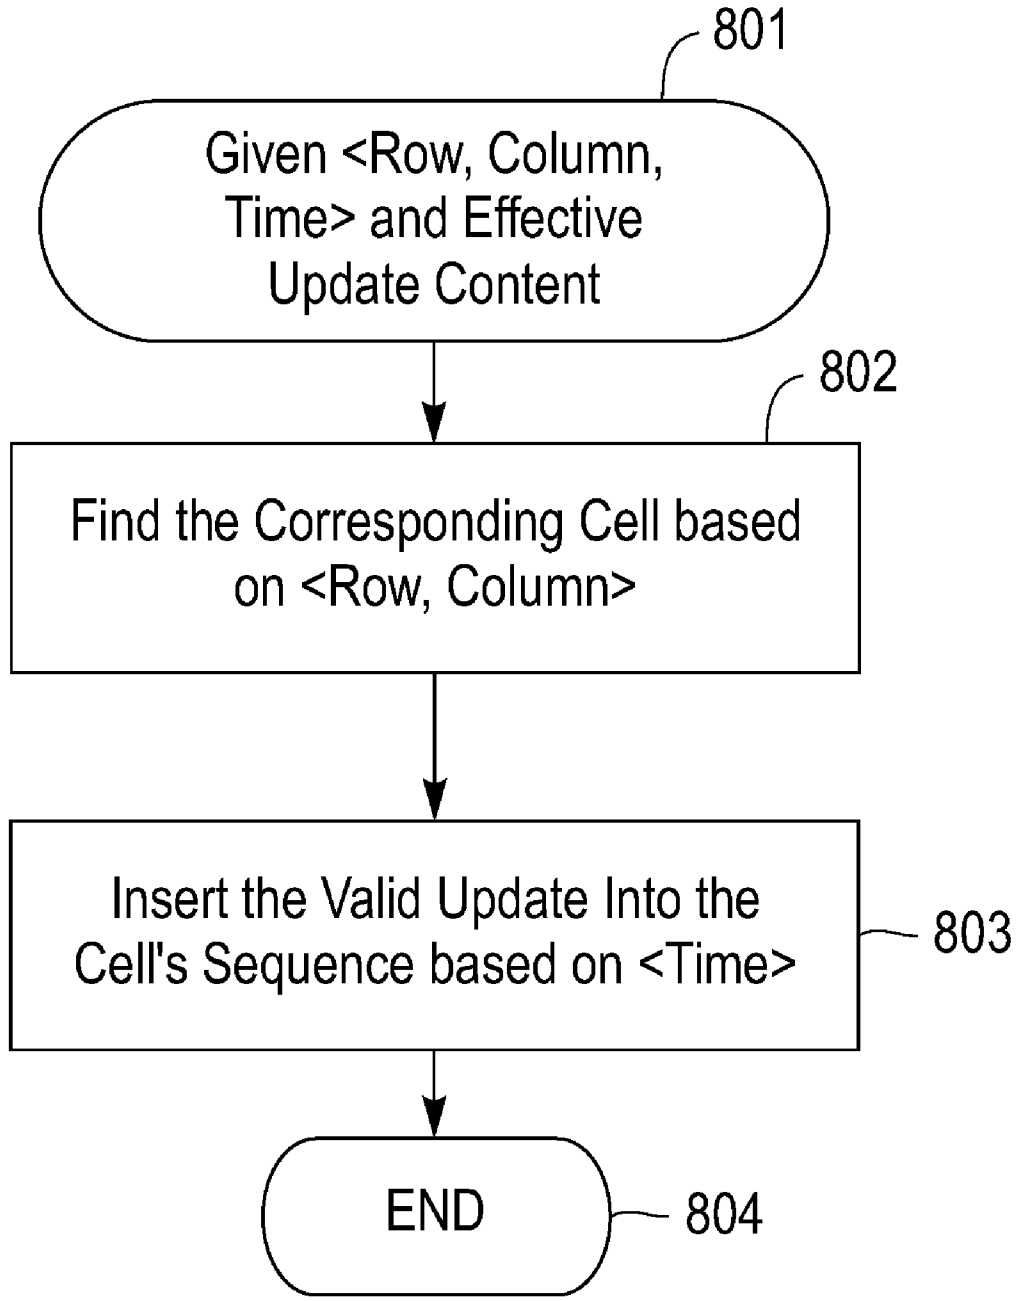 801
Given <Row, Column,
Time> and Effective
Update Content
802
Find the Corresponding Cell based
on <Row, Column>
Insert the Valid Update Into the
Cell's Sequence based on <Time>
803
END
804